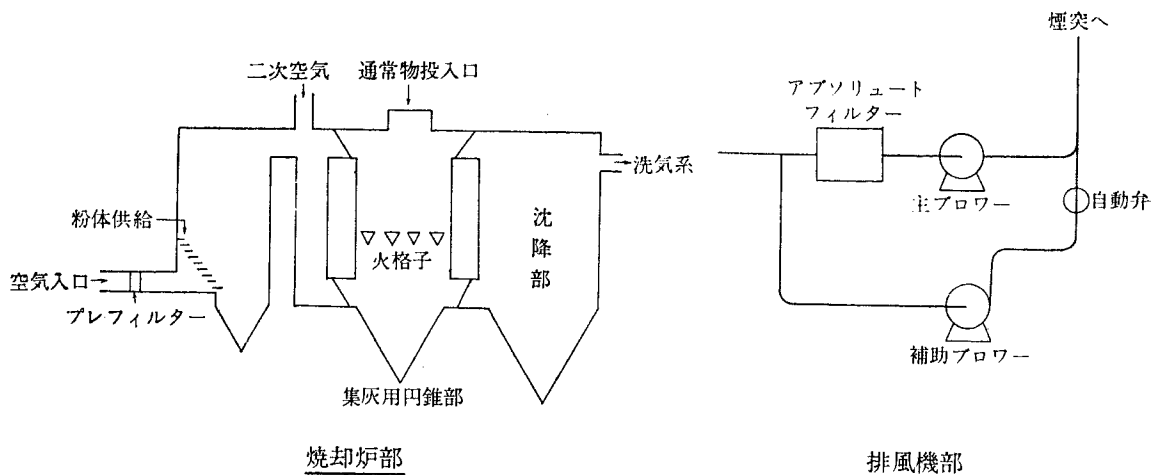 煙突へ
二次空気
通常物投入口
アブソリュート
フィルター
洗気系
粉体供給
沈降部
主ブロワー
自動弁
火格子
空気入口
プレフィルター
補助ブロワー
集灰用円錐部
焼却炉部
排風機部